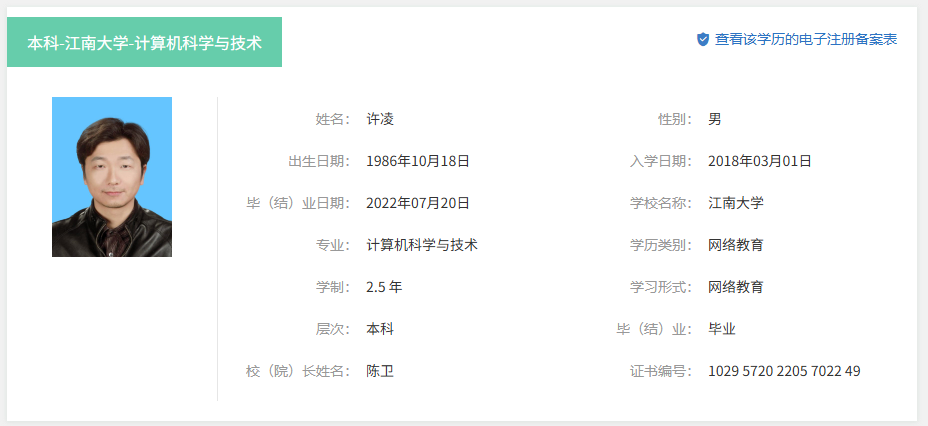 本科-江南大学-计算机科学与技术
查看该学历的电子注册备案表
姓名： 许凌 性别： 男
出生日期： 1986年10月18日 入学日期： 2018年03月01日
毕（结）业日期： 2022年07月20日 学校名称： 江南大学
专业： 计算机科学与技术 学历类别： 网络教育
学制： 2.5 年 学习形式： 网络教育
层次： 本科 毕（结）业： 毕业
校（院）长姓名： 陈卫 证书编号： 1029 5720 2205 7022 49